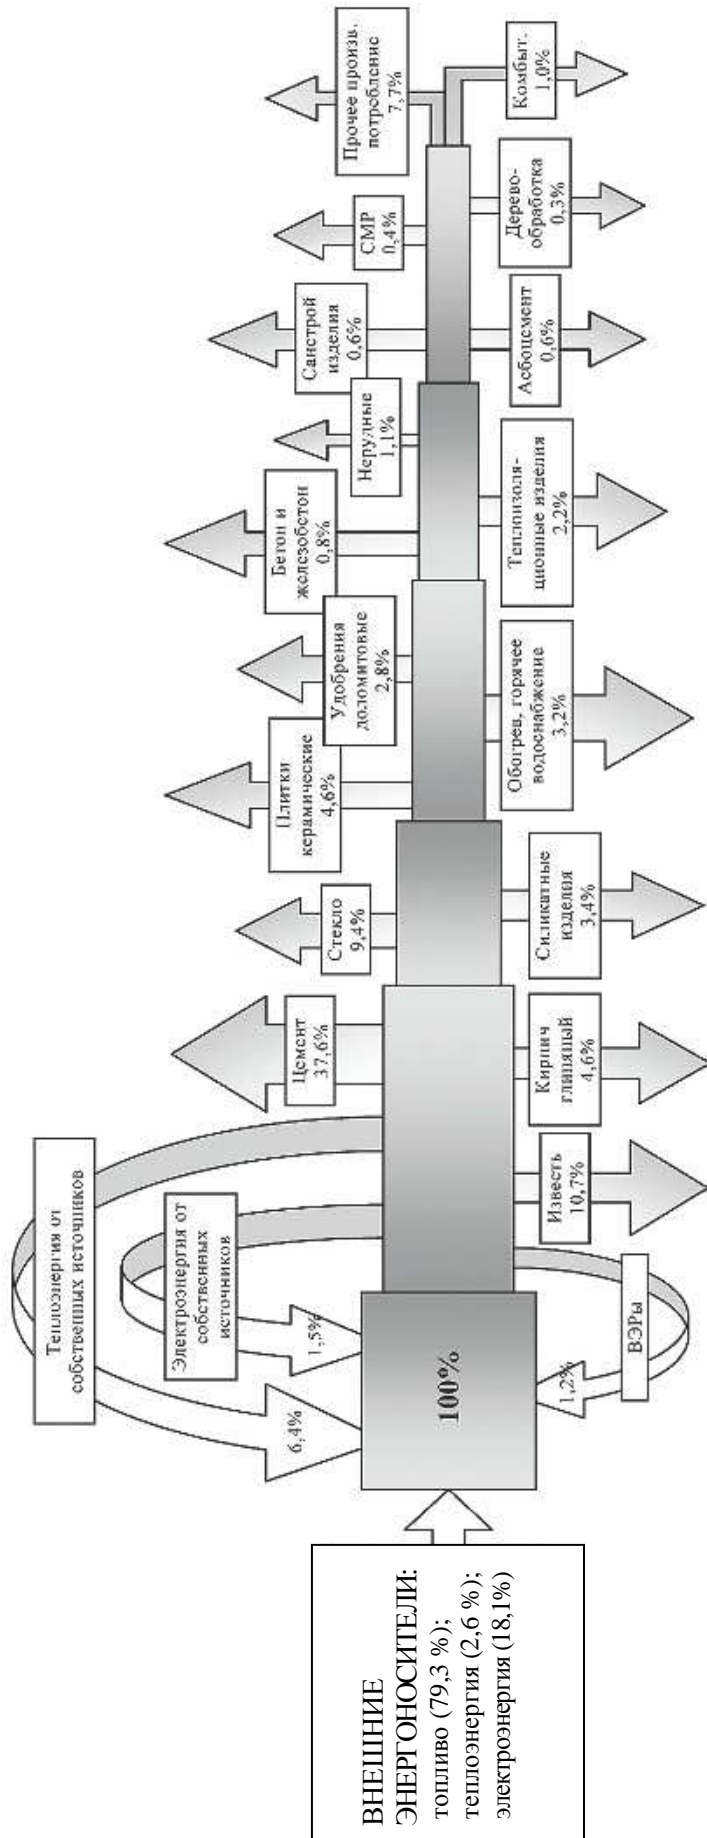 ВНЕШНИЕ
ЭНЕРГОНОСИТЕЛИ:
топливо (79,3 %);
теплоэнергия (2,6 %);
электроэнергия (18,1%)
100%
Теплоэнергия от
собственных источников
6,4%
Электроэнергия от
собственных
источников
1,5%
ВЭРы
1,2%
Цемент
37,6%
Известь
10,7%
Кирпич
глиняный
4,6%
Стекло
9,4%
Силикатные
изделия
3,4%
Плитки
керамические
4,6%
Удобрения
доломитовые
2,8%
Обогрев, горячее
водоснабжение
3,2%
Бетон и
железобетон
0,8%
Нерудные
1,1%
Теплоизоля-
ционные изделия
2,2%
Санстрой
изделия
0,6%
Асбоцемент
0,6%
СМР
0,4%
Дерево-
обработка
0,3%
Прочее произв.
потребление
7,7%
Комбыт.
1,0%